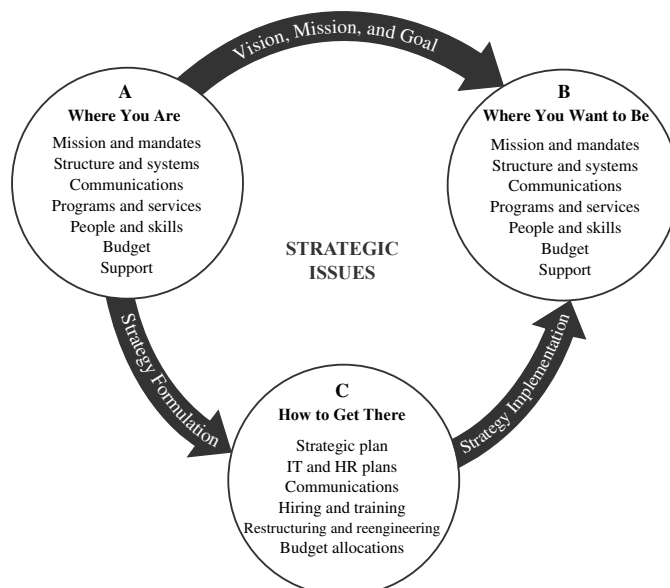 Vision, Mission, and Goal
A
Where You Are
Mission and mandates
Structure and systems
Communications
Programs and services
People and skills
Budget
Support
B
Where You Want to Be
Mission and mandates
Structure and systems
Communications
Programs and services
People and skills
Budget
Support
STRATEGIC
ISSUES
Strategy Formulation
Strategy Implementation
C
How to Get There
Strategic plan
IT and HR plans
Communications
Hiring and training
Restructuring and reengineering
Budget allocations